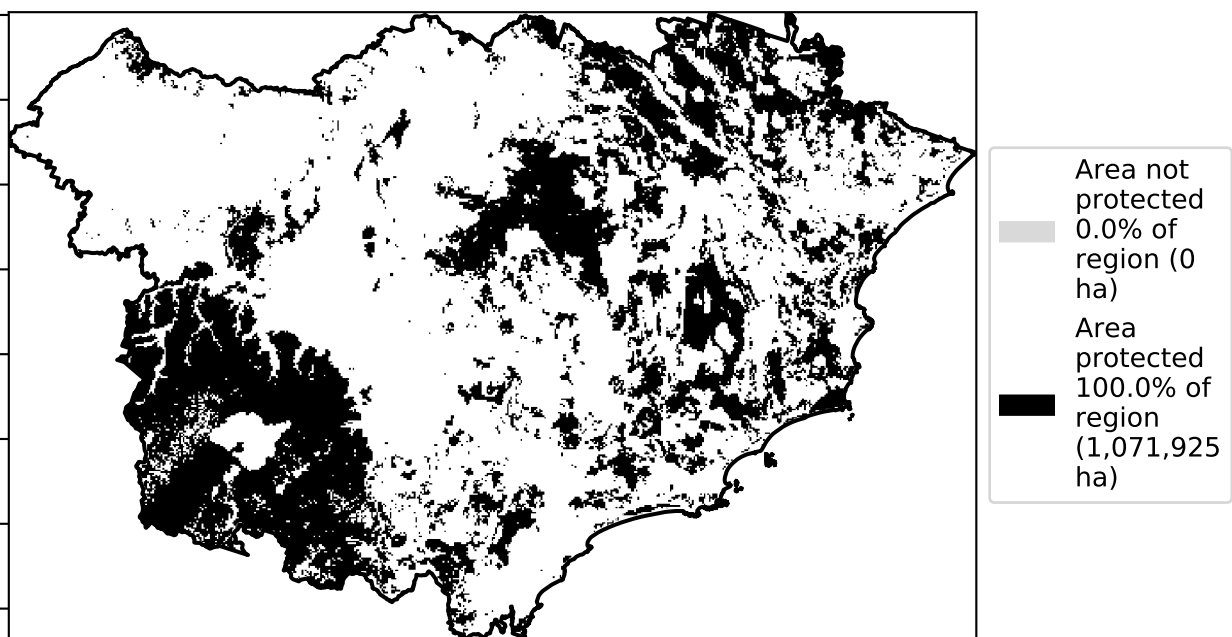 Area not
protected
0.0% of
region (0
ha)
Area
protected
100.0% of
region
(1,071,925
ha)